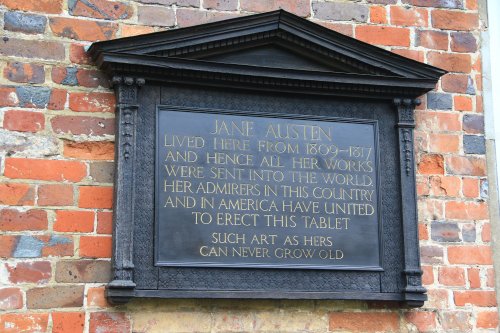 JANE AUSTEN
LIVED HERE FROM 1809-1817
AND HENCE ALL HER WORKS
WERE SENT INTO THE WORLD.
HER ADMIRERS IN THIS COUNTRY
AND IN AMERICA HAVE UNITED
TO ERECT THIS TABLET
SUCH ART AS HERS
CAN NEVER GROW OLD